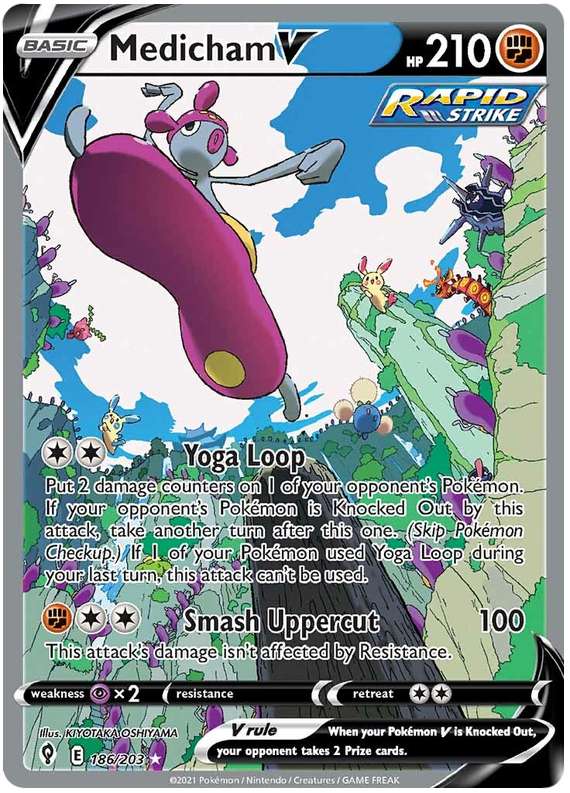 BASIC Medicham V HP 210
RAPID
STRIKE
Yoga Loop
Put 2 damage counters on 1 of your opponent's Pokémon.
If your opponent's Pokémon is Knocked Out by this
attack, take another turn after this one. (Skip Pokémon
Checkup.) If 1 of your Pokémon used Yoga Loop during
your last turn, this attack can't be used.
Smash Uppercut 100
This attack's damage isn't affected by Resistance.
weakness ×2 resistance retreat
Illus. KIYOTAKA OSHIYAMA
E 186/203
V rule When your Pokémon V is Knocked Out,
your opponent takes 2 Prize cards.
©2021 Pokémon / Nintendo / Creatures / GAME FREAK